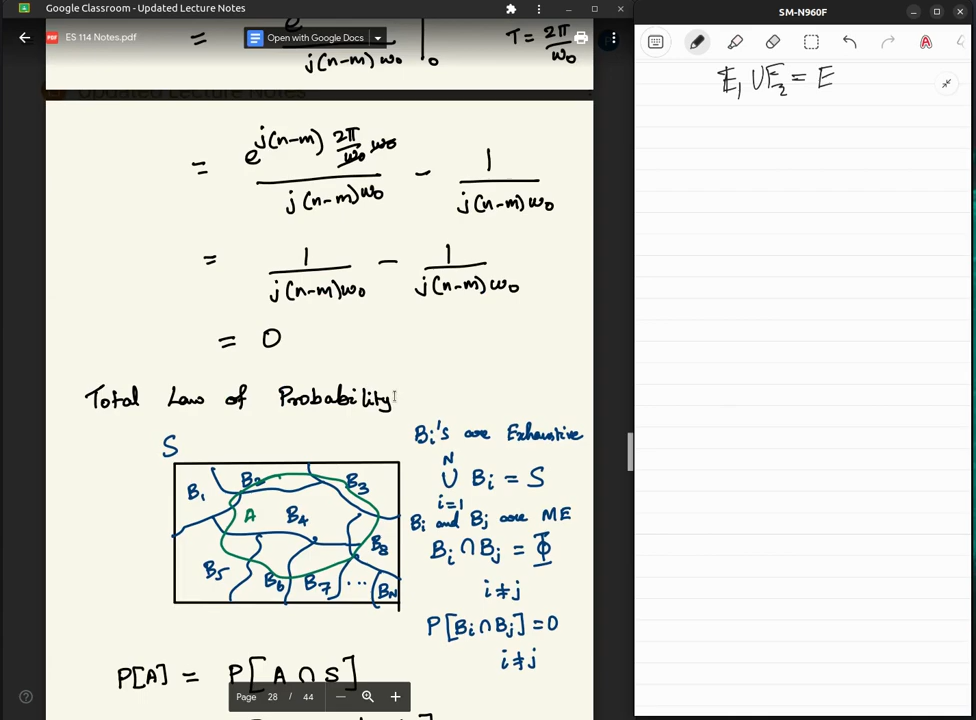 Google Classroom - Updated Lecture Notes
ES 114 Notes.pdf
Open with Google Docs
= e / j(n-m)ω₀ |₀
T = 2π/ω₀
= e^{j(n-m) 2π/ω₀ ω₀} / j(n-m)ω₀ - 1 / j(n-m)ω₀
= 1 / j(n-m)ω₀ - 1 / j(n-m)ω₀
= 0
Total Law of Probability
S
B₁ B₂ B₃
A B₄
B₅ B₆ B₇ ... B₈ B_N
Bi's are Exhaustive
N
∪ Bi = S
i=1
Bi and Bj are ME
Bi ∩ Bj = Φ
i ≠ j
P[Bi ∩ Bj] = 0
i ≠ j
P[A] = P[A ∩ S]
Page 28 / 44
SM-N960F
E₁ ∪ E₂ = E